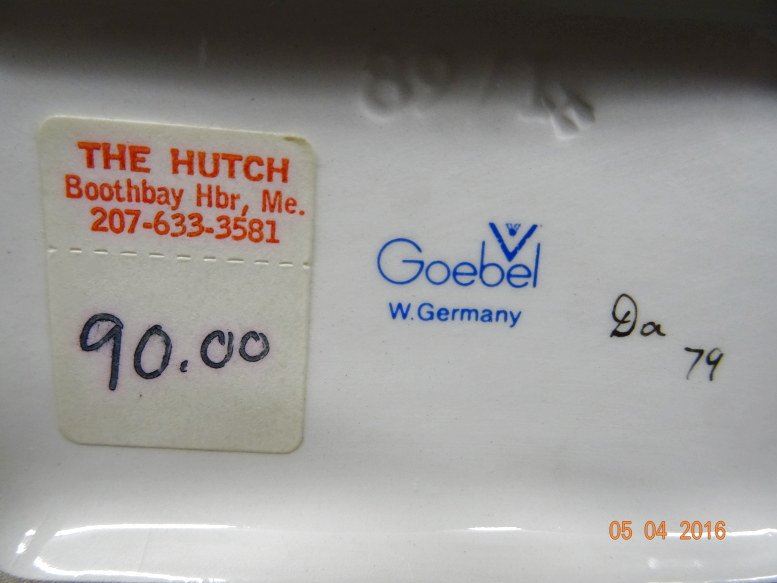 THE HUTCH
Boothbay Hbr, Me.
207-633-3581
90.00
Goebel
W. Germany
Da
79
05 04 2016